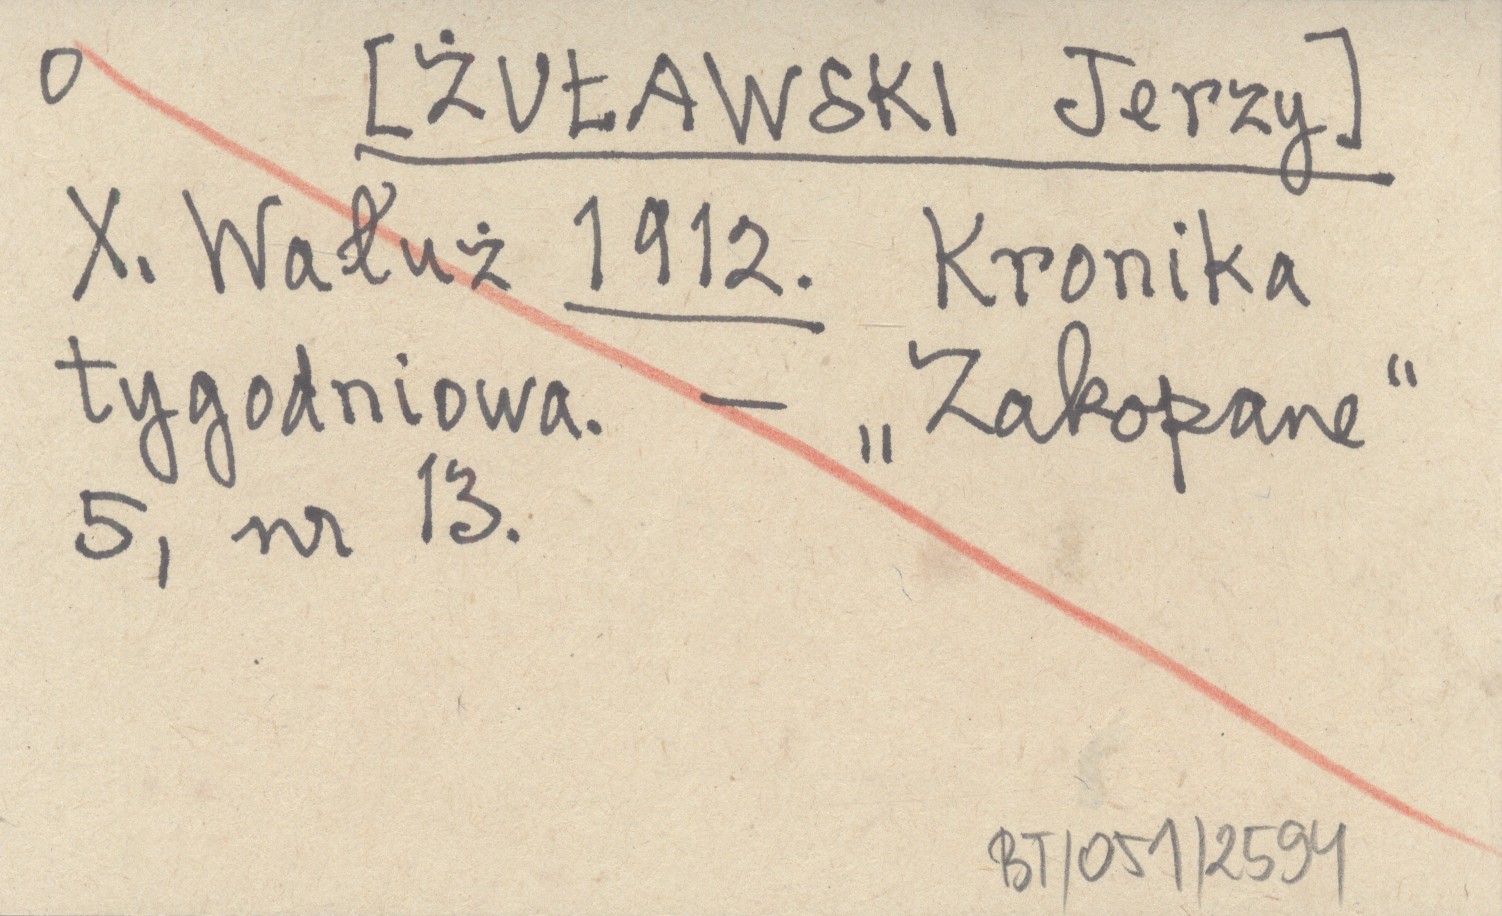 O [ŻUŁAWSKI Jerzy]
X. Wałuż 1912. Kronika
tygodniowa. — „Zakopane“
5, nr 13.
BT/051/2594